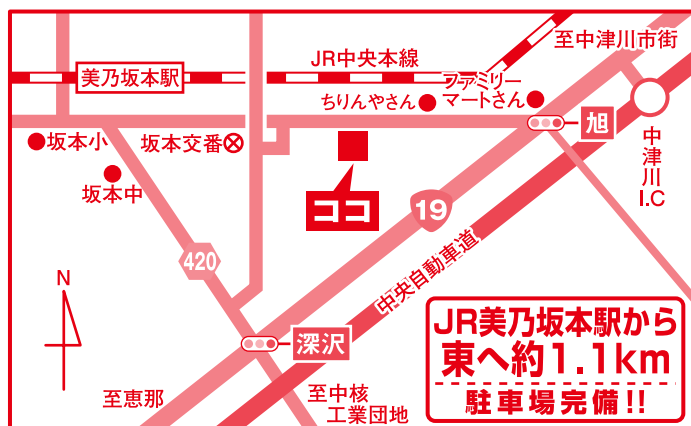 至中津川市街
JR中央本線
美乃坂本駅
ファミリー
マートさん
ちりんやさん
旭
坂本小
坂本交番
坂本中
中津川I.C
ココ
19
420
中央自動車道
N
深沢
至恵那
至中核
工業団地
JR美乃坂本駅から
東へ約1.1km
駐車場完備!!